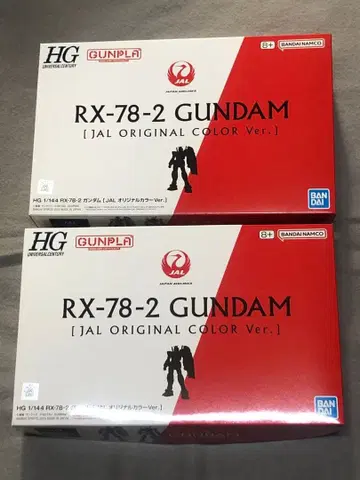 HG
UNIVERSAL CENTURY
GUNPLA
8+
BANDAI NAMCO
JAL
JAPAN AIRLINES
RX-78-2 GUNDAM
[ JAL ORIGINAL COLOR Ver. ]
HG 1/144 RX-78-2 ガンダム [ JAL オリジナルカラーVer. ]
BANDAI
HG
UNIVERSAL CENTURY
GUNPLA
8+
BANDAI NAMCO
JAL
JAPAN AIRLINES
RX-78-2 GUNDAM
[ JAL ORIGINAL COLOR Ver. ]
HG 1/144 RX-78-2 JAL オリジナルカラーVer. ]
BANDAI